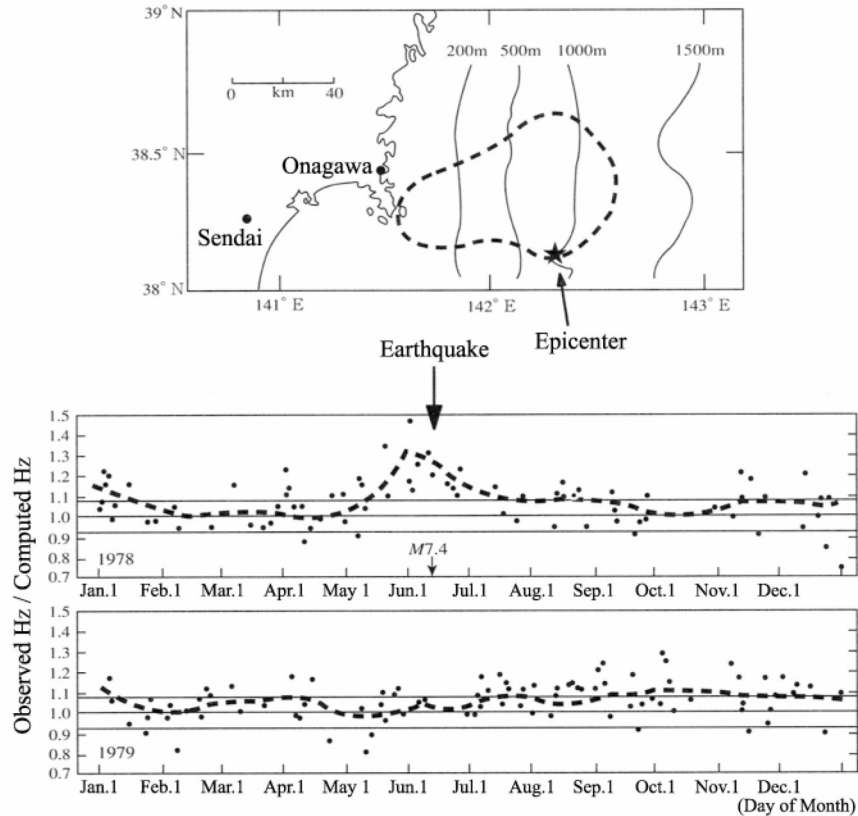 39° N
200m 500m 1000m 1500m
0 km 40
38.5° N
Onagawa
Sendai
38° N
141° E 142° E 143° E
Earthquake
Epicenter
Observed Hz / Computed Hz
1.5
1.4
1.3
1.2
1.1
1.0
0.9
0.8
0.7
M7.4
1978
Jan.1 Feb.1 Mar.1 Apr.1 May 1 Jun.1 Jul.1 Aug.1 Sep.1 Oct.1 Nov.1 Dec.1
1.5
1.4
1.3
1.2
1.1
1.0
0.9
0.8
0.7
1979
Jan.1 Feb.1 Mar.1 Apr.1 May 1 Jun.1 Jul.1 Aug.1 Sep.1 Oct.1 Nov.1 Dec.1
(Day of Month)